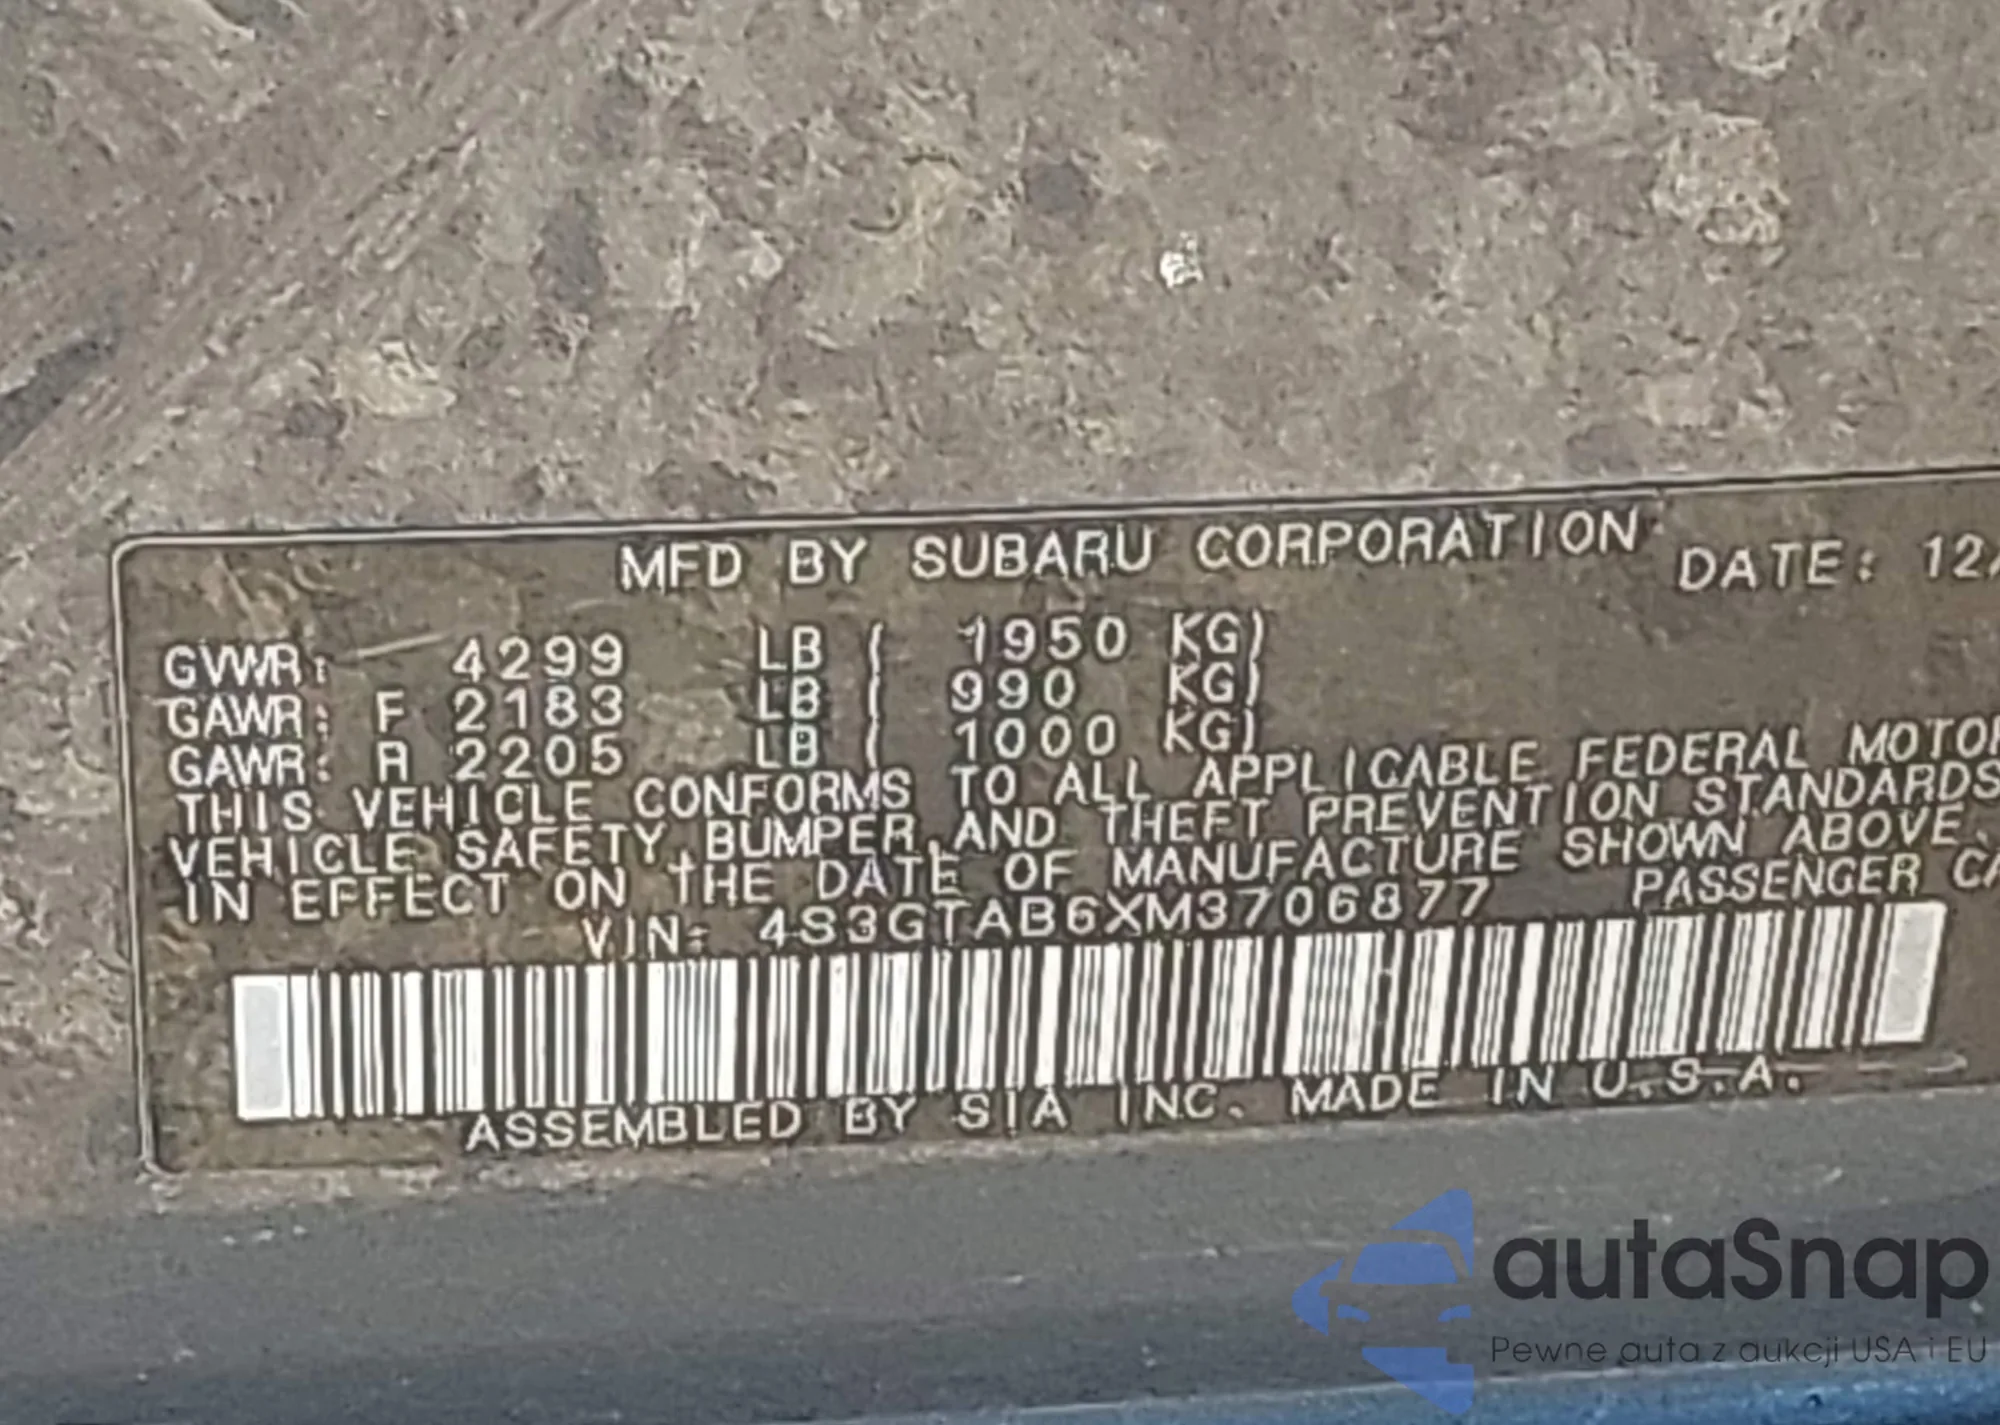 MFD BY SUBARU CORPORATION DATE: 12/
GVWR: 4299 LB ( 1950 KG)
GAWR: F 2183 LB ( 990 KG)
GAWR: R 2205 LB ( 1000 KG)
THIS VEHICLE CONFORMS TO ALL APPLICABLE FEDERAL MOTOR
VEHICLE SAFETY, BUMPER, AND THEFT PREVENTION STANDARDS
IN EFFECT ON THE DATE OF MANUFACTURE SHOWN ABOVE.
VIN: 4S3GTAB6XM3706877 PASSENGER CA
ASSEMBLED BY SIA INC. MADE IN U.S.A.
autaSnap
Pewne auta z aukcji USA i EU